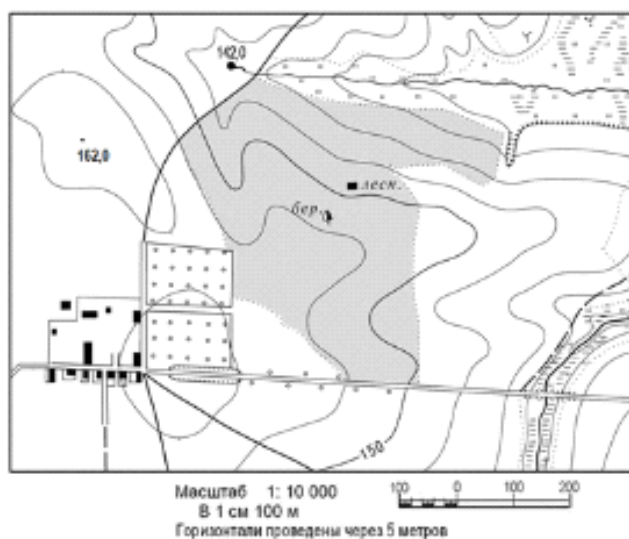 142,0
162,0
лесн.
бер.
150
Масштаб 1: 10 000
В 1 см 100 м
100 0 100 200
Горизонтали проведены через 5 метров